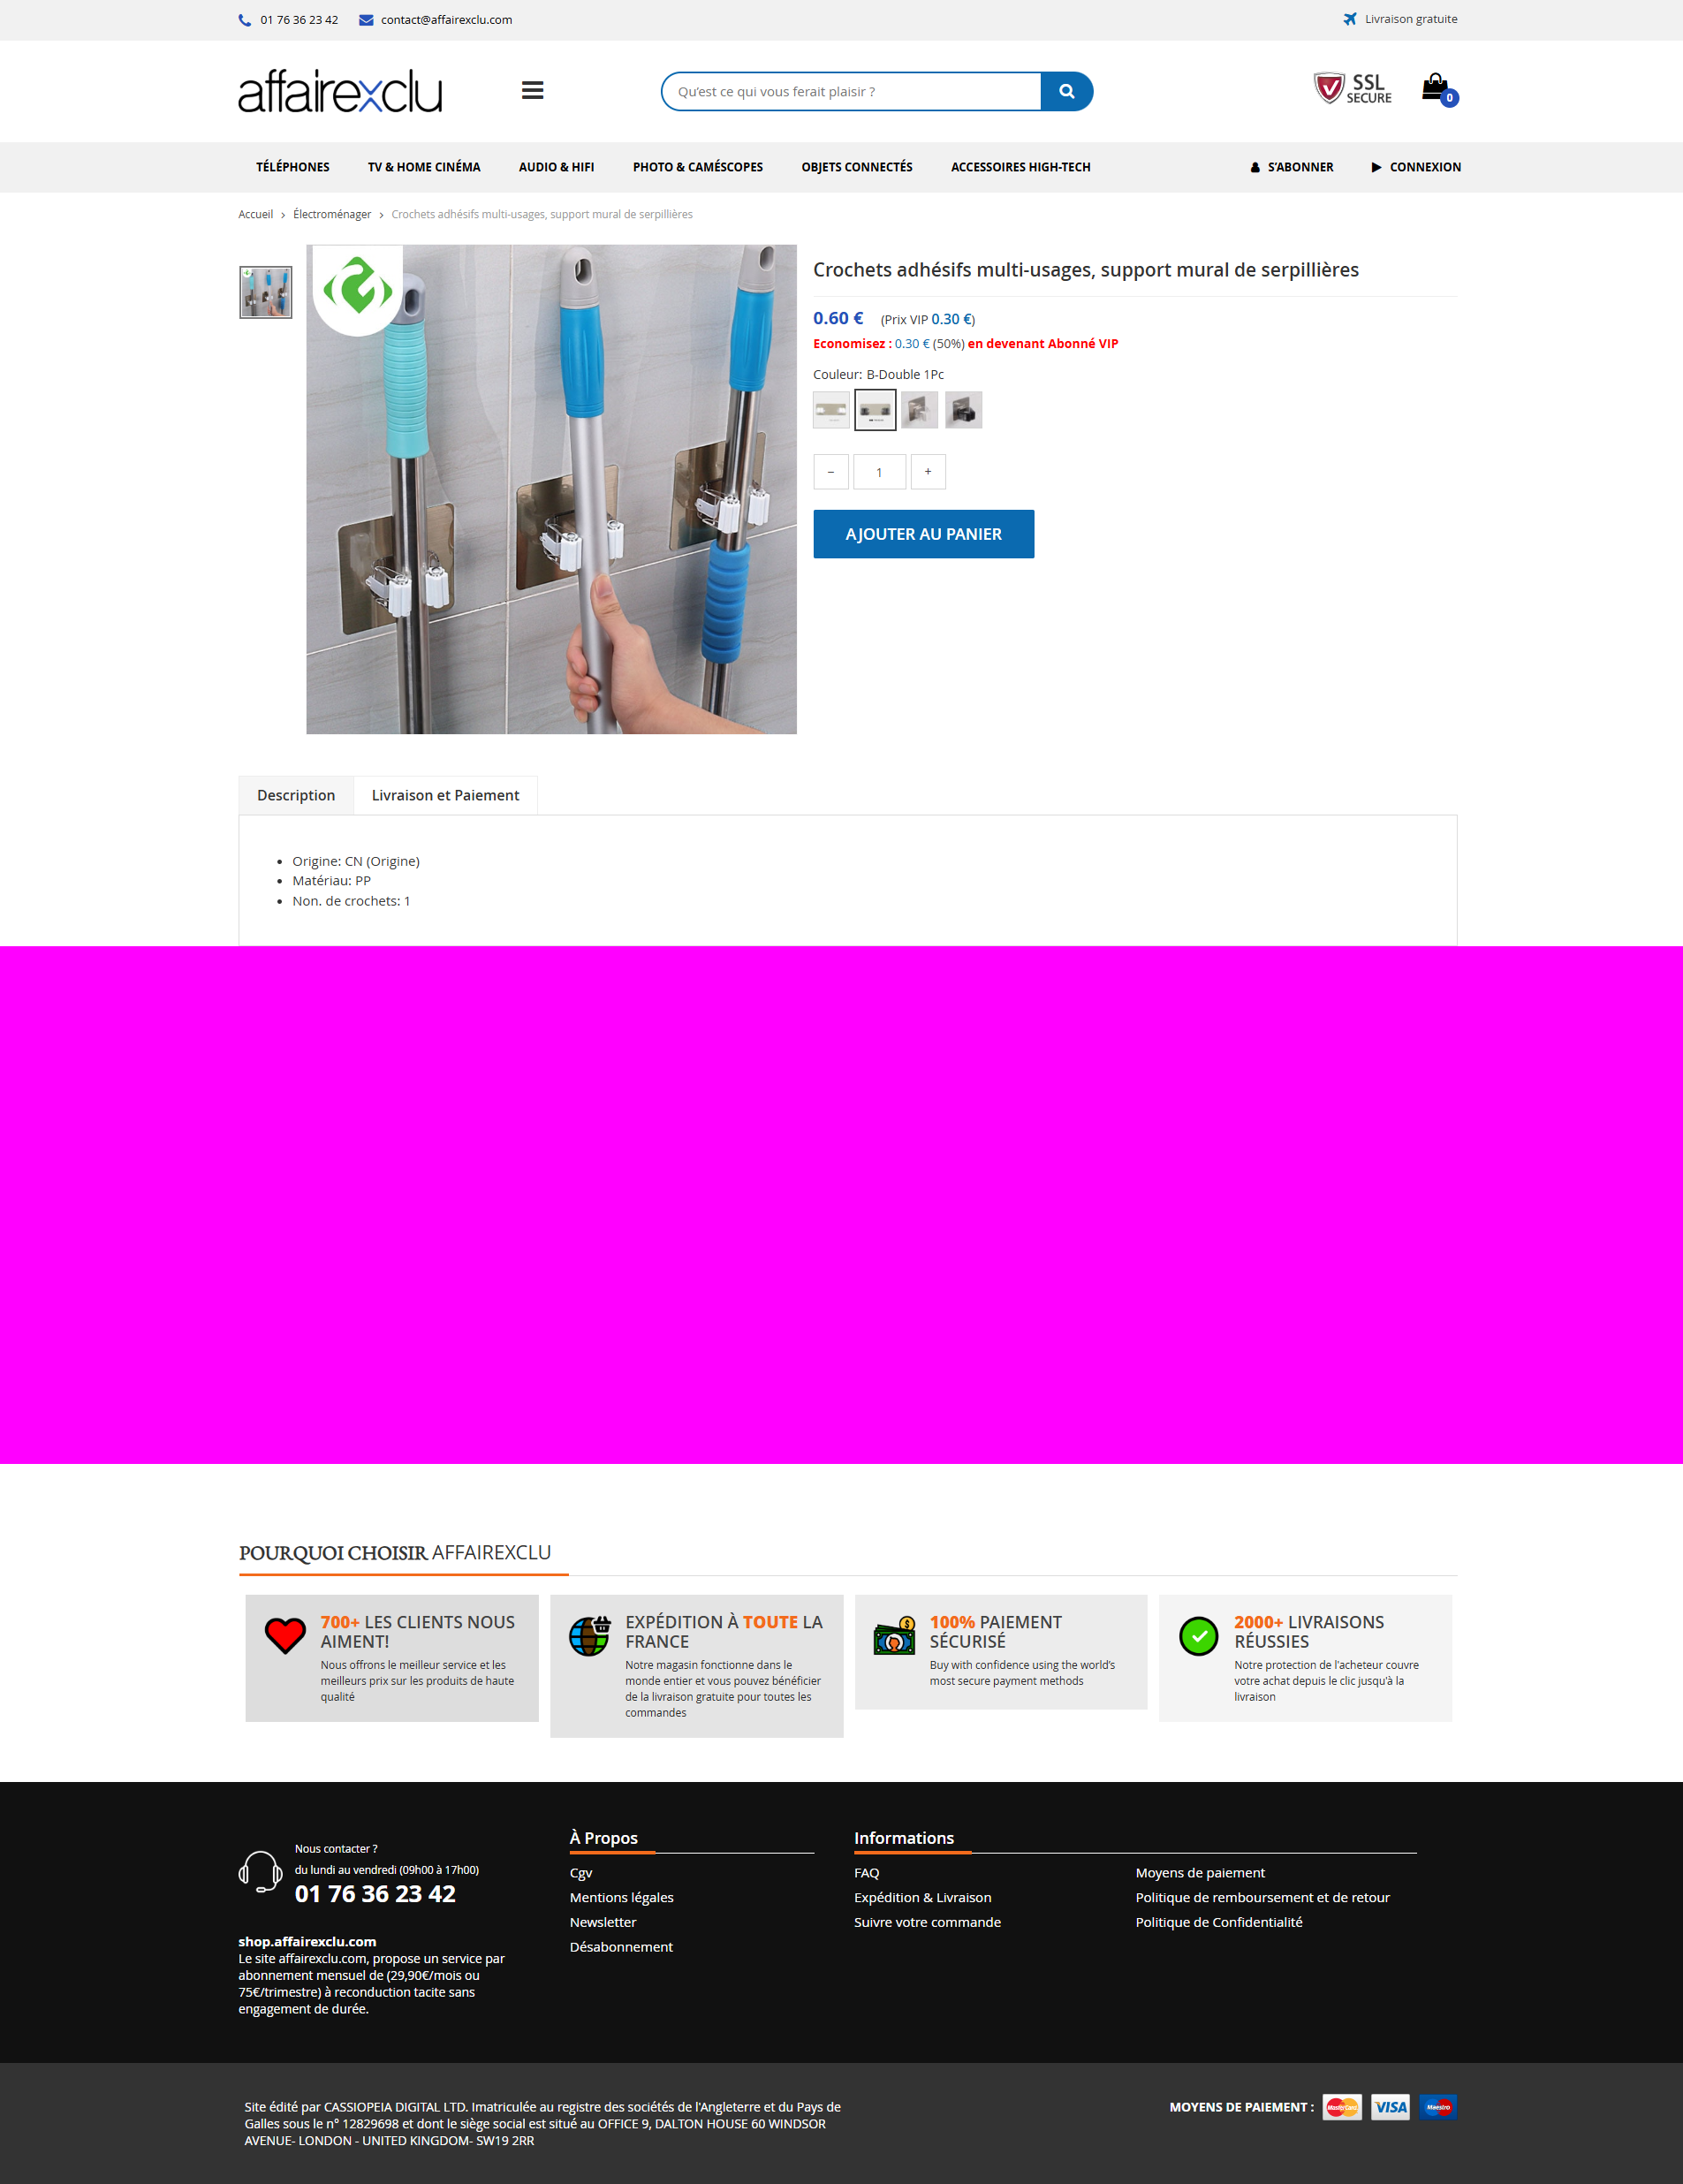 01 76 36 23 42 contact@affairexclu.com Livraison gratuite
affairexclu
Qu'est ce qui vous ferait plaisir ?
SSL
SECURE
0
TÉLÉPHONES TV & HOME CINÉMA AUDIO & HIFI PHOTO & CAMÉSCOPES OBJETS CONNECTÉS ACCESSOIRES HIGH-TECH S'ABONNER CONNEXION
Accueil › Électroménager › Crochets adhésifs multi-usages, support mural de serpillières
Crochets adhésifs multi-usages, support mural de serpillières
0.60 € (Prix VIP 0.30 €)
Economisez : 0.30 € (50%) en devenant Abonné VIP
Couleur: B-Double 1Pc
− 1 +
AJOUTER AU PANIER
Description Livraison et Paiement
Origine: CN (Origine)
Matériau: PP
Non. de crochets: 1
POURQUOI CHOISIR AFFAIREXCLU
700+ LES CLIENTS NOUS
AIMENT!
Nous offrons le meilleur service et les
meilleurs prix sur les produits de haute
qualité
EXPÉDITION À TOUTE LA
FRANCE
Notre magasin fonctionne dans le
monde entier et vous pouvez bénéficier
de la livraison gratuite pour toutes les
commandes
100% PAIEMENT
SÉCURISÉ
Buy with confidence using the world's
most secure payment methods
2000+ LIVRAISONS
RÉUSSIES
Notre protection de l'acheteur couvre
votre achat depuis le clic jusqu'à la
livraison
Nous contacter ?
du lundi au vendredi (09h00 à 17h00)
01 76 36 23 42
shop.affairexclu.com
Le site affairexclu.com, propose un service par
abonnement mensuel de (29,90€/mois ou
75€/trimestre) à reconduction tacite sans
engagement de durée.
À Propos
Cgv
Mentions légales
Newsletter
Désabonnement
Informations
FAQ
Expédition & Livraison
Suivre votre commande
Moyens de paiement
Politique de remboursement et de retour
Politique de Confidentialité
Site édité par CASSIOPEIA DIGITAL LTD. Imatriculée au registre des sociétés de l'Angleterre et du Pays de
Galles sous le n° 12829698 et dont le siège social est situé au OFFICE 9, DALTON HOUSE 60 WINDSOR
AVENUE- LONDON - UNITED KINGDOM- SW19 2RR
MOYENS DE PAIEMENT : MasterCard VISA Maestro